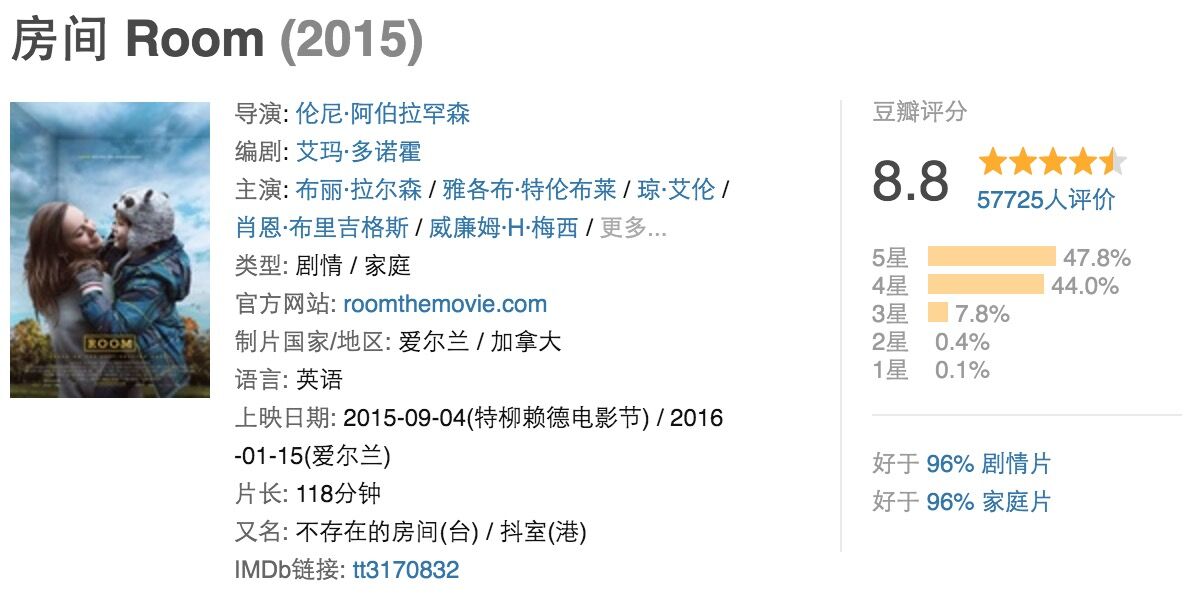 房间 Room (2015)
导演: 伦尼·阿伯拉罕森
编剧: 艾玛·多诺霍
主演: 布丽·拉尔森 / 雅各布·特伦布莱 / 琼·艾伦 /
肖恩·布里吉格斯 / 威廉姆·H·梅西 / 更多...
类型: 剧情 / 家庭
官方网站: roomthemovie.com
制片国家/地区: 爱尔兰 / 加拿大
语言: 英语
上映日期: 2015-09-04(特柳赖德电影节) / 2016
-01-15(爱尔兰)
片长: 118分钟
又名: 不存在的房间(台) / 抖室(港)
IMDb链接: tt3170832
ROOM
豆瓣评分
8.8
57725人评价
5星 47.8%
4星 44.0%
3星 7.8%
2星 0.4%
1星 0.1%
好于 96% 剧情片
好于 96% 家庭片